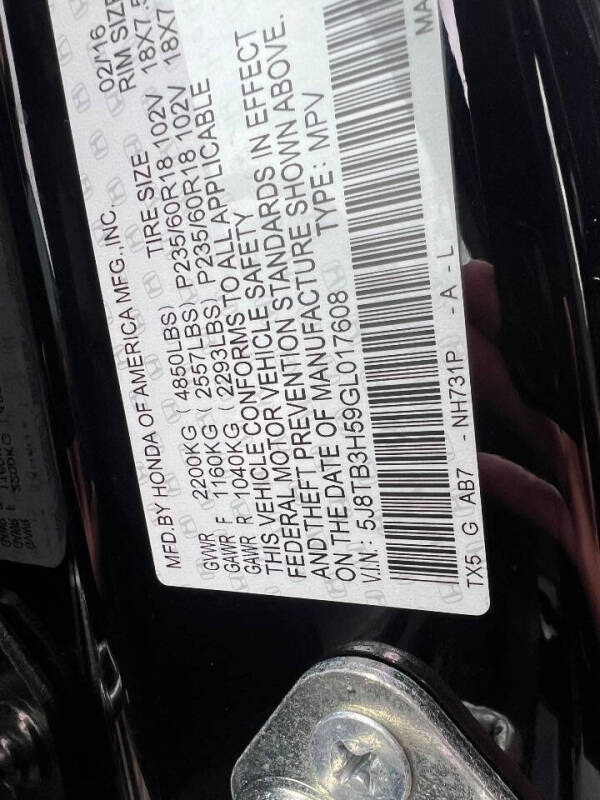 MFD.BY HONDA OF AMERICA MFG.,INC. 02/16
TIRE SIZE RIM SIZE
GVWR 2200KG (4850LBS)
GAWR F 1160KG (2557LBS) P235/60R18 102V 18X7.5
GAWR R 1040KG (2293LBS) P235/60R18 102V 18X7
THIS VEHICLE CONFORMS TO ALL APPLICABLE
FEDERAL MOTOR VEHICLE SAFETY
AND THEFT PREVENTION STANDARDS IN EFFECT
ON THE DATE OF MANUFACTURE SHOWN ABOVE.
V.I.N.: 5J8TB3H59GL017608 TYPE: MPV
TX5 G AB7 - NH731P - A - L MA